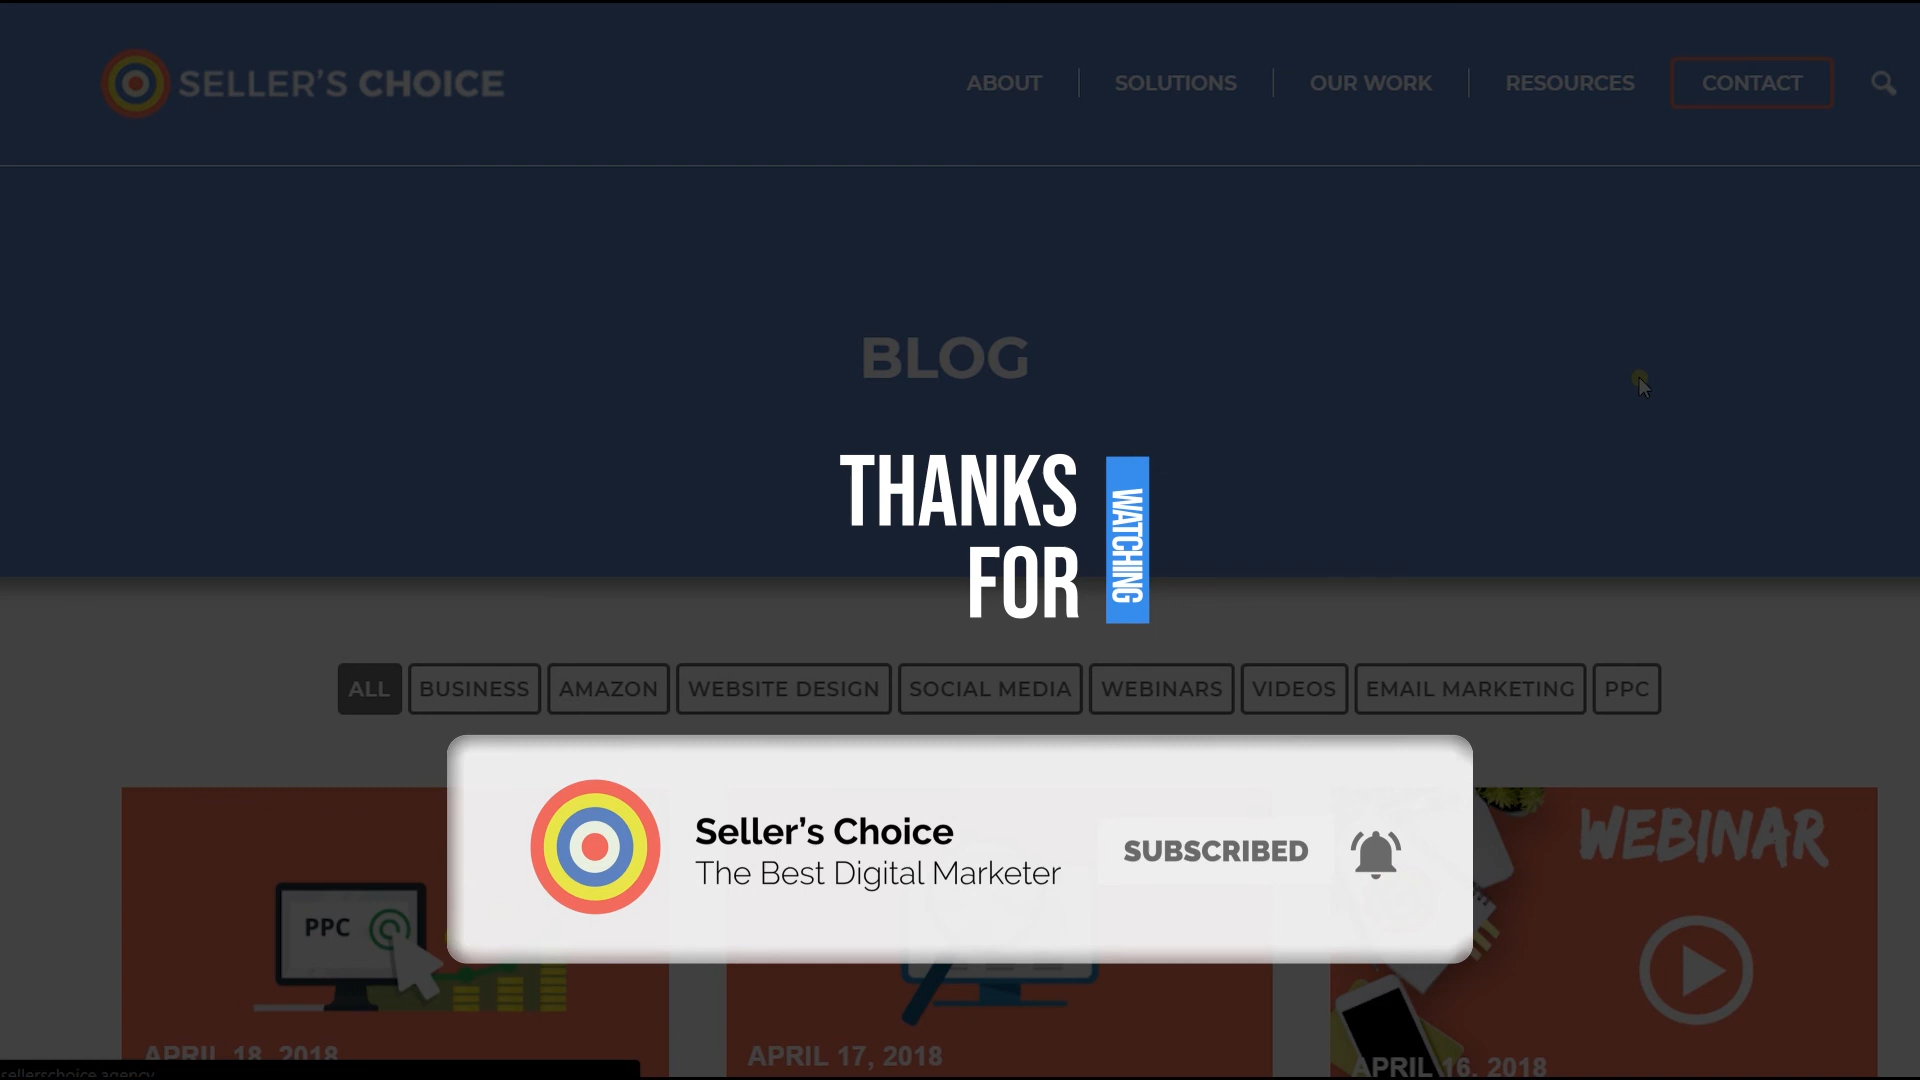 SELLER'S CHOICE
ABOUT
SOLUTIONS
OUR WORK
RESOURCES
CONTACT
BLOG
THANKS
FOR
WATCHING
ALL
BUSINESS
AMAZON
WEBSITE DESIGN
SOCIAL MEDIA
WEBINARS
VIDEOS
EMAIL MARKETING
PPC
Seller’s Choice
The Best Digital Marketer
SUBSCRIBED
WEBINAR
PPC
APRIL 18, 2018
APRIL 17, 2018
APRIL 16, 2018
sellerschoice.agency